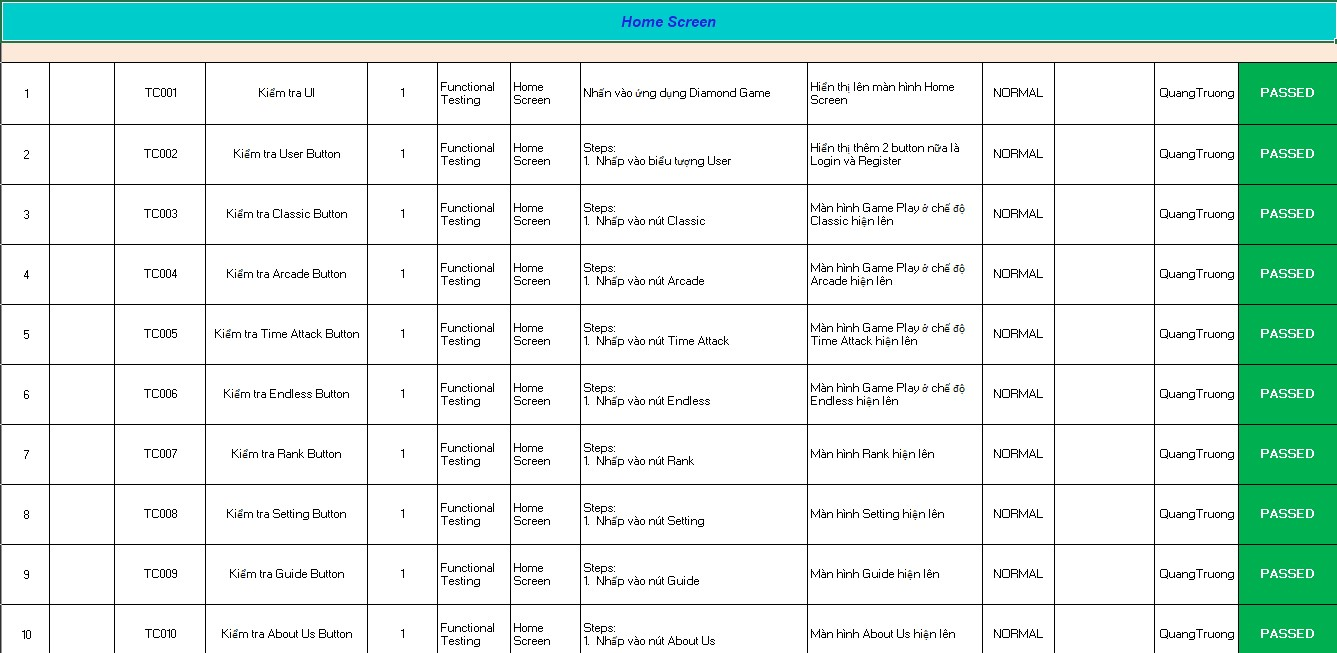 Home Screen
1 TC001 Kiểm tra UI 1 Functional Testing Home Screen Nhấn vào ứng dụng Diamond Game Hiển thị lên màn hình Home Screen NORMAL QuangTruong PASSED
2 TC002 Kiểm tra User Button 1 Functional Testing Home Screen Steps: 1. Nhấp vào biểu tượng User Hiển thị thêm 2 button nữa là Login và Register NORMAL QuangTruong PASSED
3 TC003 Kiểm tra Classic Button 1 Functional Testing Home Screen Steps: 1. Nhấp vào nút Classic Màn hình Game Play ở chế độ Classic hiện lên NORMAL QuangTruong PASSED
4 TC004 Kiểm tra Arcade Button 1 Functional Testing Home Screen Steps: 1. Nhấp vào nút Arcade Màn hình Game Play ở chế độ Arcade hiện lên NORMAL QuangTruong PASSED
5 TC005 Kiểm tra Time Attack Button 1 Functional Testing Home Screen Steps: 1. Nhấp vào nút Time Attack Màn hình Game Play ở chế độ Time Attack hiện lên NORMAL QuangTruong PASSED
6 TC006 Kiểm tra Endless Button 1 Functional Testing Home Screen Steps: 1. Nhấp vào nút Endless Màn hình Game Play ở chế độ Endless hiện lên NORMAL QuangTruong PASSED
7 TC007 Kiểm tra Rank Button 1 Functional Testing Home Screen Steps: 1. Nhấp vào nút Rank Màn hình Rank hiện lên NORMAL QuangTruong PASSED
8 TC008 Kiểm tra Setting Button 1 Functional Testing Home Screen Steps: 1. Nhấp vào nút Setting Màn hình Setting hiện lên NORMAL QuangTruong PASSED
9 TC009 Kiểm tra Guide Button 1 Functional Testing Home Screen Steps: 1. Nhấp vào nút Guide Màn hình Guide hiện lên NORMAL QuangTruong PASSED
10 TC010 Kiểm tra About Us Button 1 Functional Testing Home Screen Steps: 1. Nhấp vào nút About Us Màn hình About Us hiện lên NORMAL QuangTruong PASSED